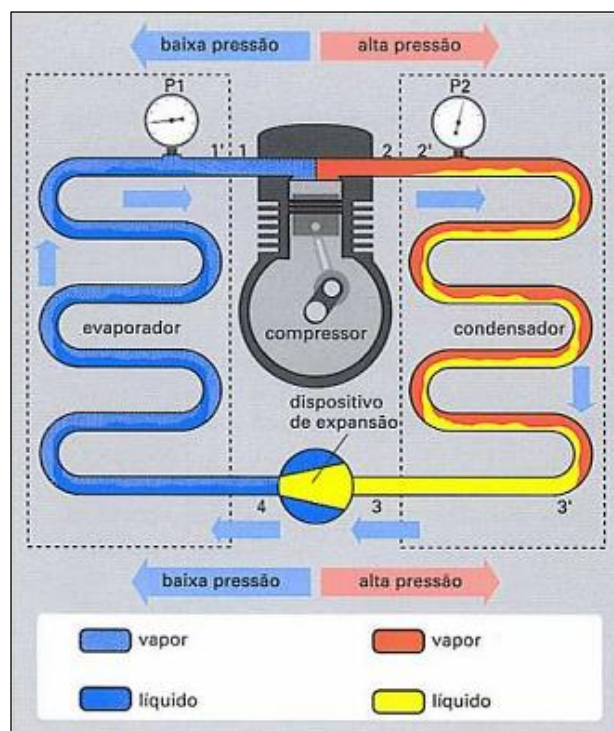 baixa pressão alta pressão
P1 P2
1' 1 2 2'
evaporador compressor condensador
dispositivo
de expansão
4 3 3'
baixa pressão alta pressão
vapor vapor
líquido líquido